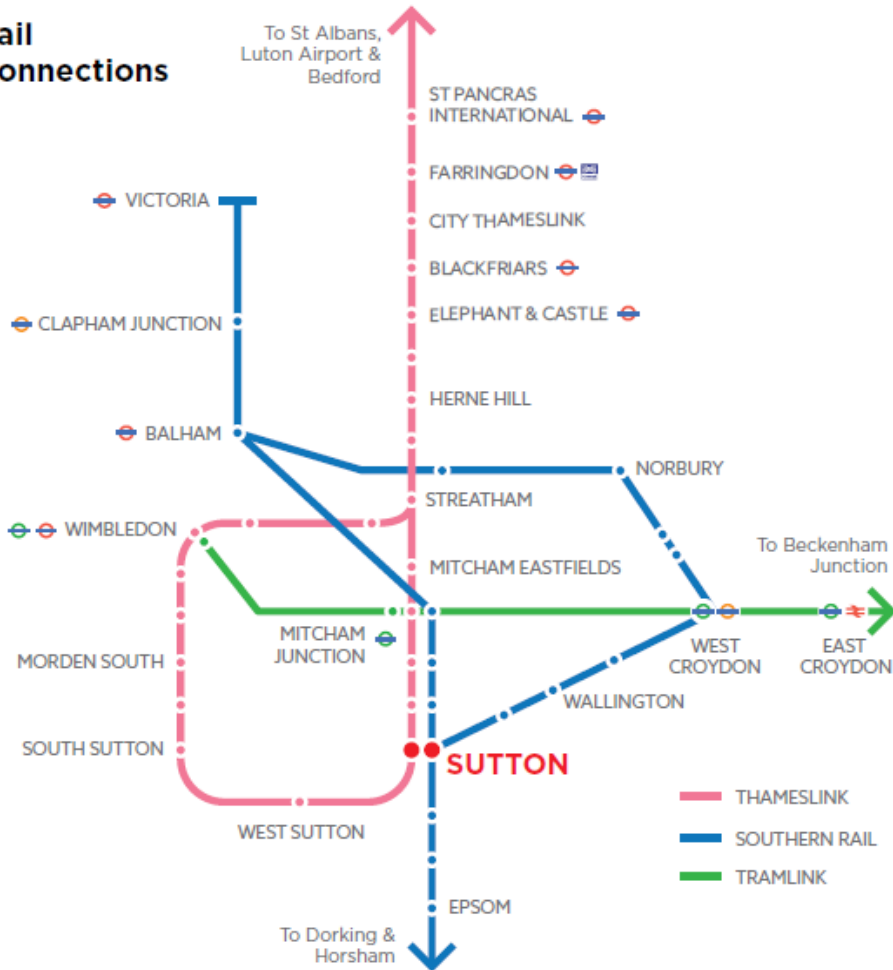 ail
onnections
To St Albans,
Luton Airport &
Bedford
ST PANCRAS
INTERNATIONAL
FARRINGDON
VICTORIA
CITY THAMESLINK
BLACKFRIARS
ELEPHANT & CASTLE
CLAPHAM JUNCTION
HERNE HILL
BALHAM
NORBURY
STREATHAM
WIMBLEDON
To Beckenham
Junction
MITCHAM EASTFIELDS
MITCHAM
JUNCTION
WEST
CROYDON
EAST
CROYDON
MORDEN SOUTH
WALLINGTON
SOUTH SUTTON
SUTTON
THAMESLINK
WEST SUTTON
SOUTHERN RAIL
TRAMLINK
EPSOM
To Dorking &
Horsham